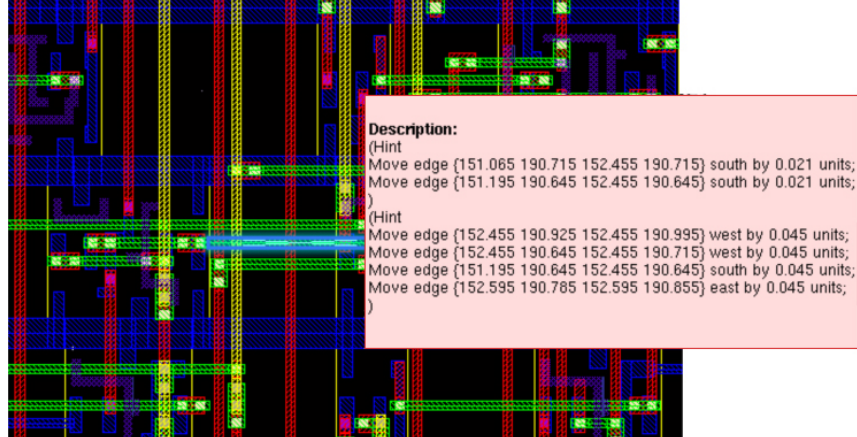 Description:
(Hint
Move edge {151.065 190.715 152.455 190.715} south by 0.021 units;
Move edge {151.195 190.645 152.455 190.645} south by 0.021 units;
)
(Hint
Move edge {152.455 190.925 152.455 190.995} west by 0.045 units;
Move edge {152.455 190.645 152.455 190.715} west by 0.045 units;
Move edge {151.195 190.645 152.455 190.645} south by 0.045 units;
Move edge {152.595 190.785 152.595 190.855} east by 0.045 units;
)